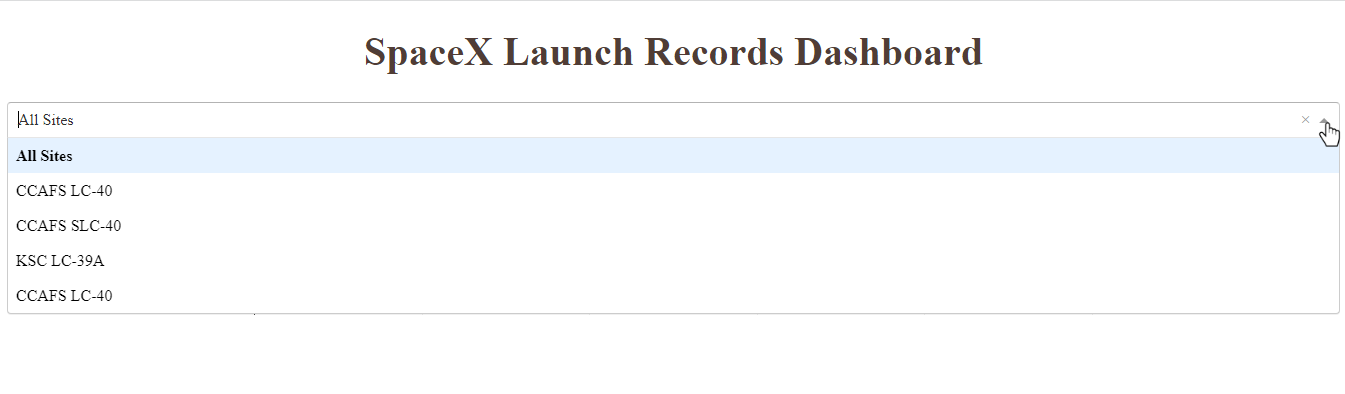 SpaceX Launch Records Dashboard
All Sites
All Sites
CCAFS LC-40
CCAFS SLC-40
KSC LC-39A
CCAFS LC-40